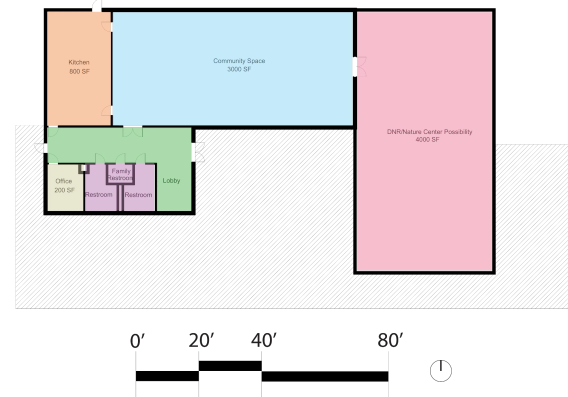 Kitchen
800 SF
Community Space
3000 SF
DNR/Nature Center Possibility
4000 SF
Office
200 SF
Restroom
Family
Restroom
Restroom
Lobby
0’ 20’ 40’ 80’